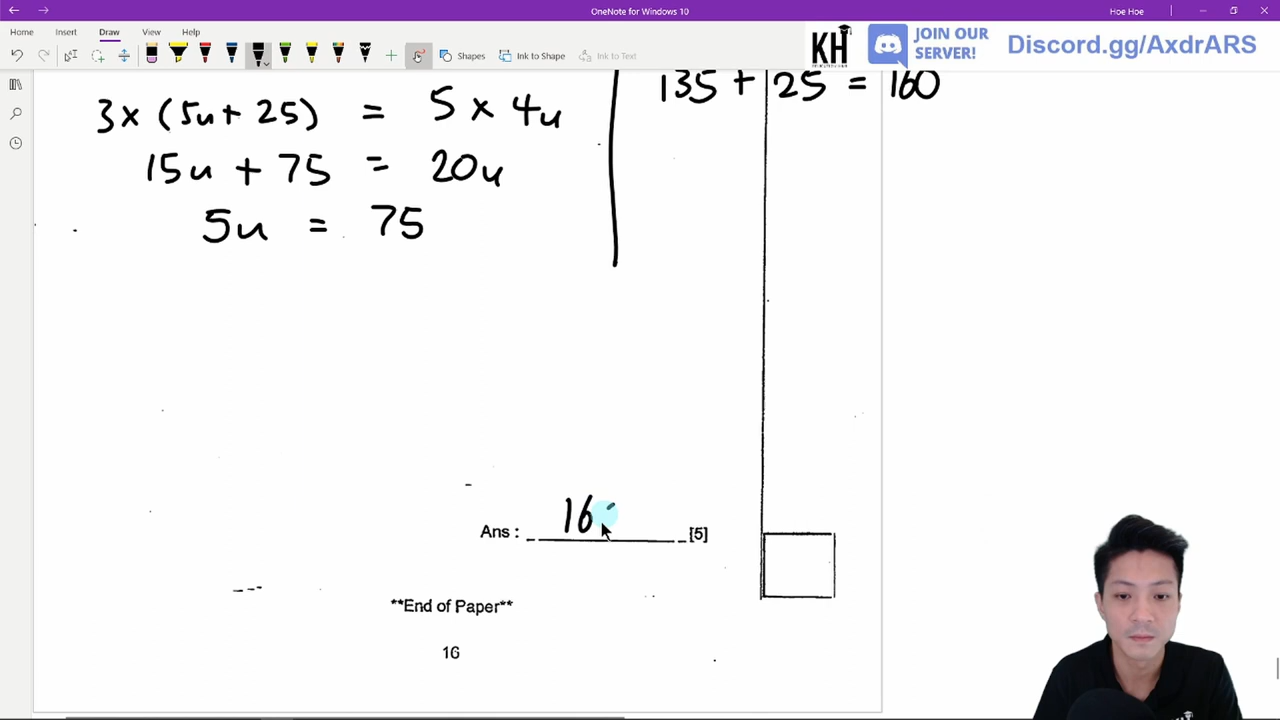 OneNote for Windows 10
Hoe Hoe
Home Insert Draw View Help
Shapes Ink to Shape Ink to Text
KH
JOIN OUR
SERVER!
Discord.gg/AxdrARS
3 x (5u + 25) = 5 x 4u
15u + 75 = 20u
5u = 75
135 + 25 = 160
Ans : 16 [5]
**End of Paper**
16